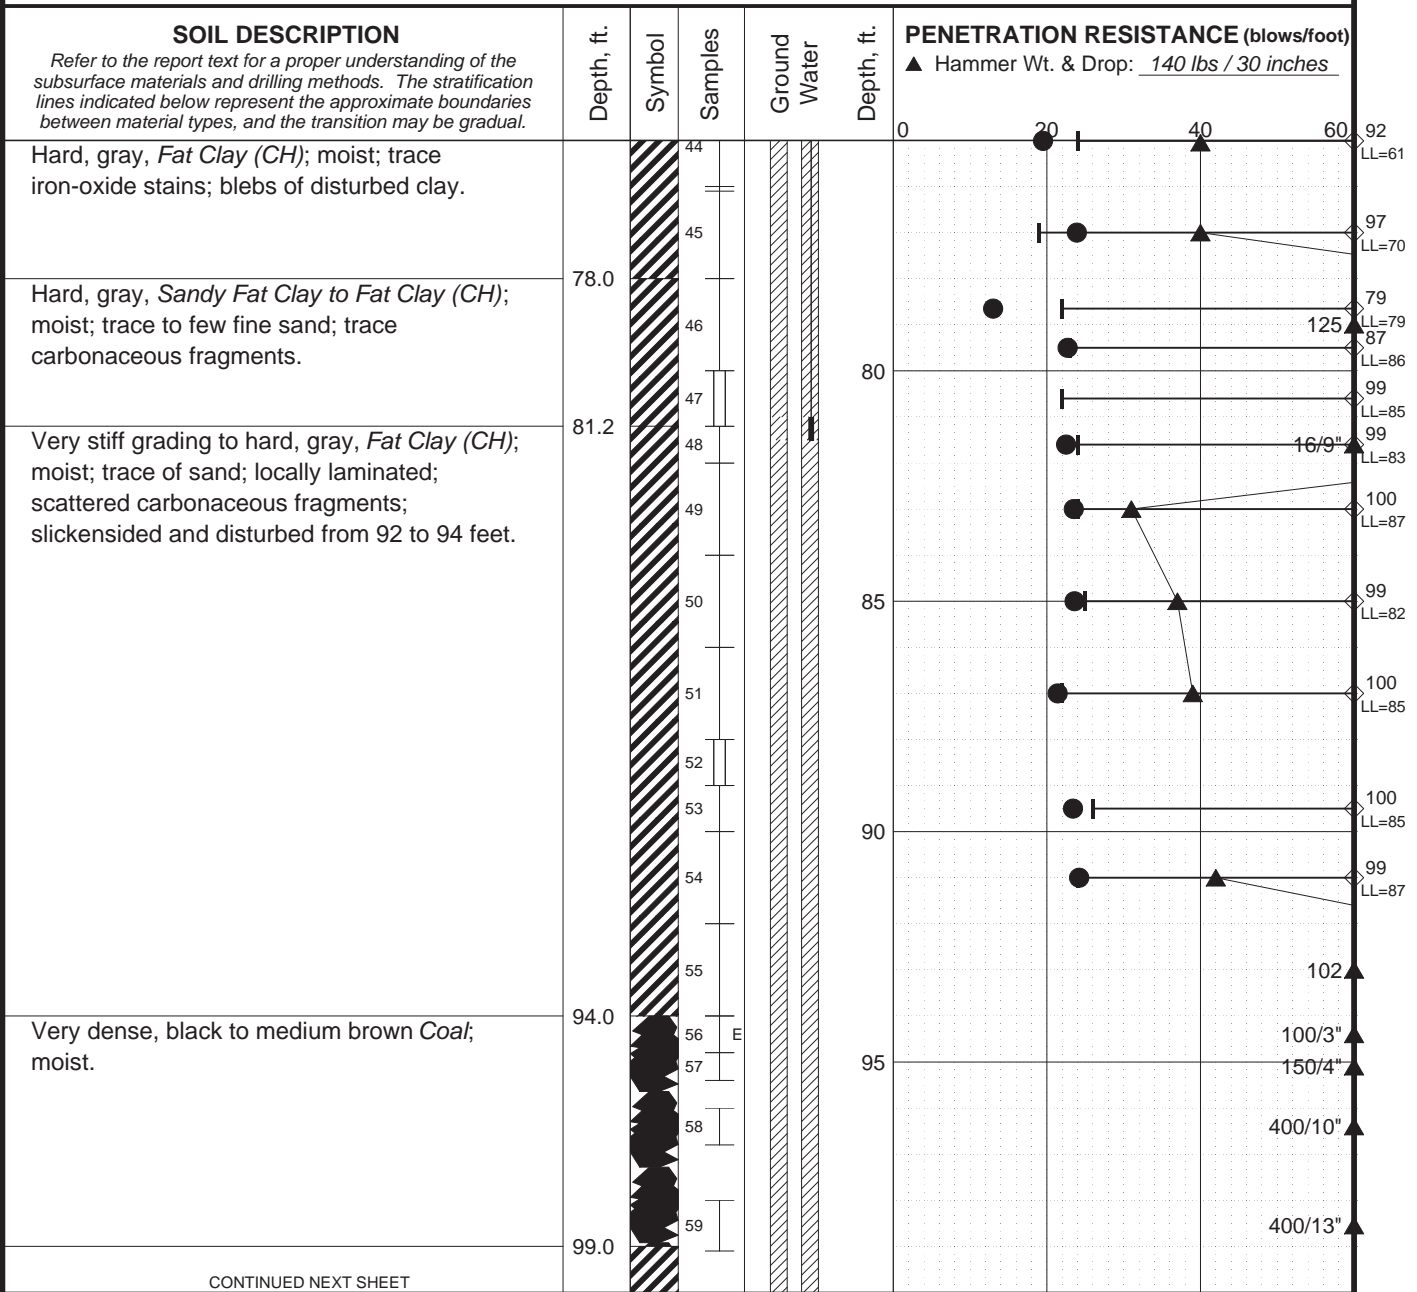 SOIL DESCRIPTION
Refer to the report text for a proper understanding of the
subsurface materials and drilling methods. The stratification
lines indicated below represent the approximate boundaries
between material types, and the transition may be gradual.
Depth, ft.
Symbol
Samples
Ground
Water
Depth, ft.
PENETRATION RESISTANCE (blows/foot)
▲ Hammer Wt. & Drop: 140 lbs / 30 inches
0 20 40 60
Hard, gray, Fat Clay (CH); moist; trace
iron-oxide stains; blebs of disturbed clay.
78.0
Hard, gray, Sandy Fat Clay to Fat Clay (CH);
moist; trace to few fine sand; trace
carbonaceous fragments.
81.2
Very stiff grading to hard, gray, Fat Clay (CH);
moist; trace of sand; locally laminated;
scattered carbonaceous fragments;
slickensided and disturbed from 92 to 94 feet.
94.0
Very dense, black to medium brown Coal;
moist.
99.0
CONTINUED NEXT SHEET
44
45
46
47
48
49
50
51
52
53
54
55
56 E
57
58
59
80
85
90
95
92
LL=61
97
LL=70
79
LL=79
125
87
LL=86
99
LL=85
99
16/9"
LL=83
100
LL=87
99
LL=82
100
LL=85
100
LL=85
99
LL=87
102
100/3"
150/4"
400/10"
400/13"